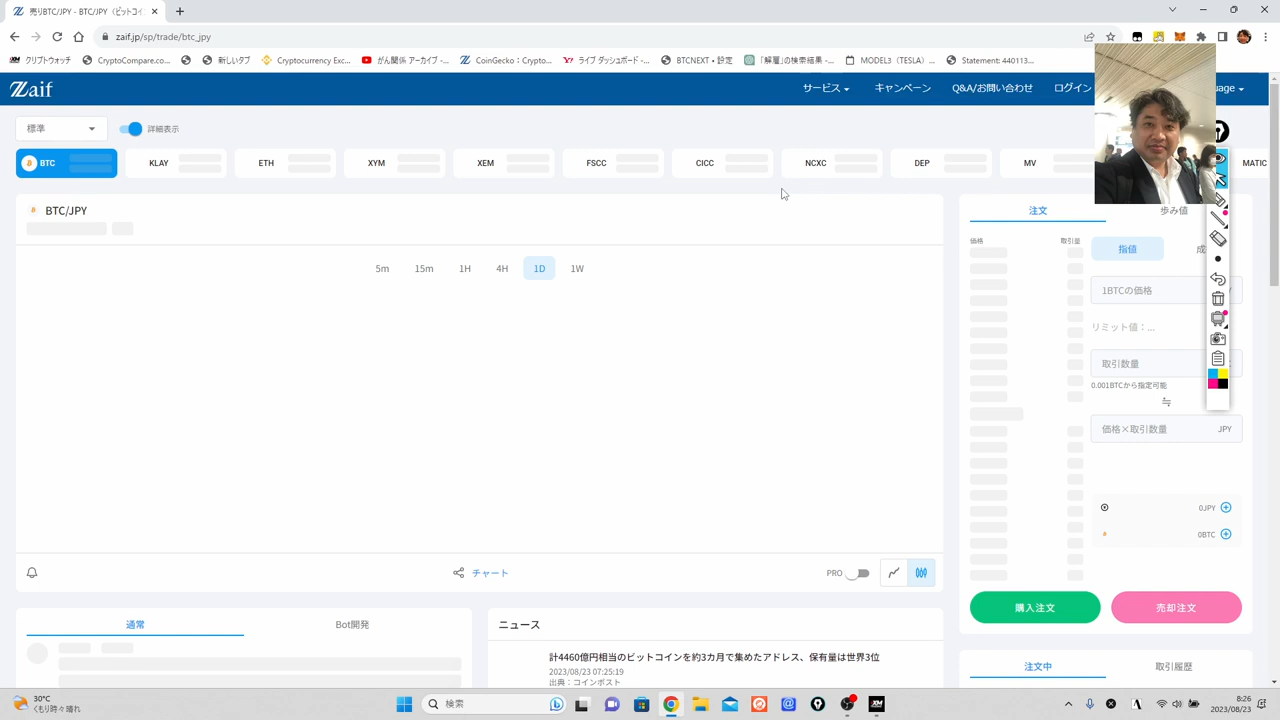 売りBTC/JPY - BTC/JPY（ビットコイ
zaif.jp/sp/trade/btc_jpy
クリプトウォッチ
CryptoCompare.co...
新しいタブ
Cryptocurrency Exc...
がん関係 アーカイブ -...
CoinGecko：Crypto...
ライブ ダッシュボード -...
BTCNEXT • 設定
「解雇」の検索結果 -...
MODEL3（TESLA）...
Statement: 440113...
Zaif
サービス
キャンペーン
Q&A/お問い合わせ
ログイン
uage
標準
詳細表示
BTC
KLAY
ETH
XYM
XEM
FSCC
CICC
NCXC
DEP
MV
MATIC
BTC/JPY
5m
15m
1H
4H
1D
1W
チャート
PRO
注文
歩み値
価格
取引量
指値
成
1BTCの価格
リミット値：...
取引数量
0.001BTCから指定可能
価格×取引数量
JPY
0JPY
0BTC
購入注文
売却注文
通常
Bot開発
ニュース
計4460億円相当のビットコインを約3カ月で集めたアドレス、保有量は世界3位
2023/08/23 07:25:19
出典：コインポスト
注文中
取引履歴
30°C
くもり時々晴れ
検索
A
8:26
2023/08/23